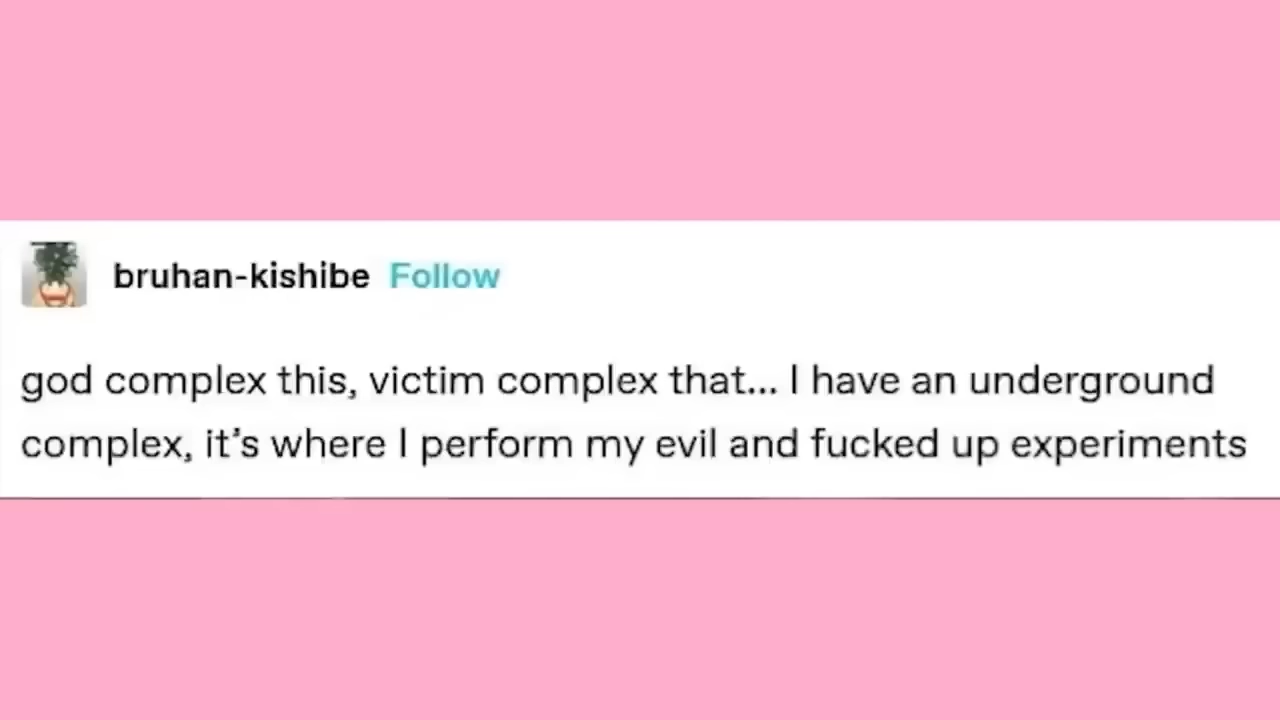 bruhan-kishibe Follow
god complex this, victim complex that... I have an underground
complex, it's where I perform my evil and fucked up experiments